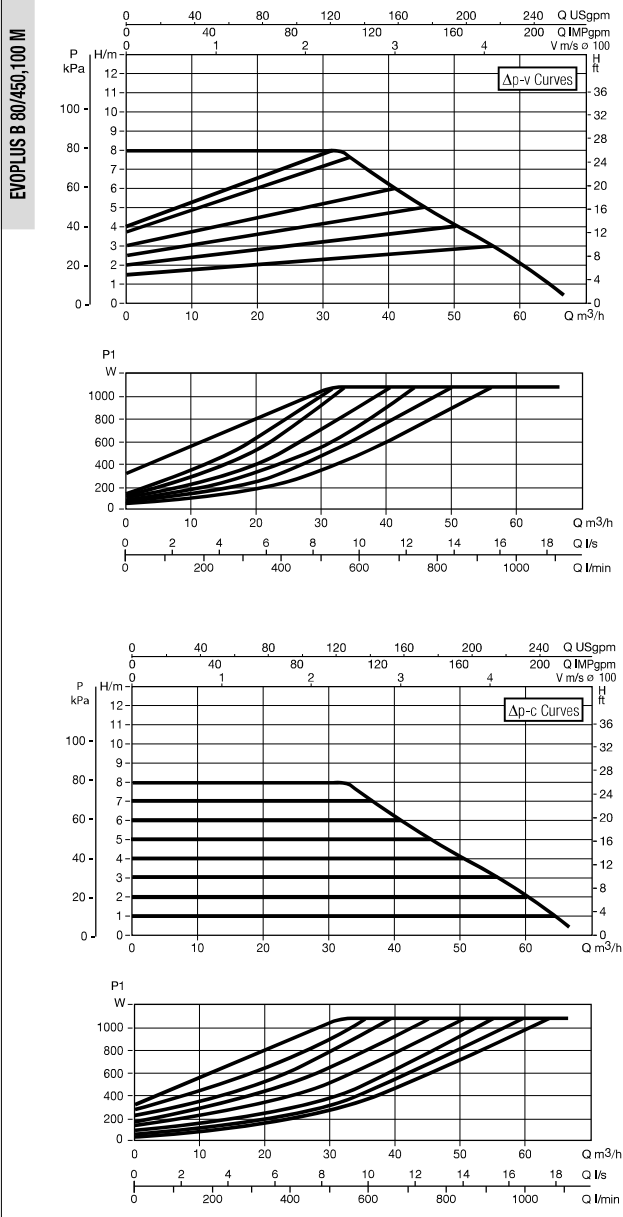 EVOPLUS B 80/450.100 M
0 40 80 120 160 200 240 Q USgpm
0 40 80 120 160 200 Q IMPgpm
0 1 2 3 4 V m/s ø 100
P kPa
H/m
H ft
Δp-v Curves
100
80
60
40
20
0
12
11
10
9
8
7
6
5
4
3
2
1
0
36
32
28
24
20
16
12
8
4
0
0 10 20 30 40 50 60 Q m³/h
P1
W
1000
800
600
400
200
0
0 10 20 30 40 50 60 Q m³/h
0 2 4 6 8 10 12 14 16 18 Q l/s
0 200 400 600 800 1000 Q l/min
0 40 80 120 160 200 240 Q USgpm
0 40 80 120 160 200 Q IMPgpm
0 1 2 3 4 V m/s ø 100
P kPa
H/m
H ft
Δp-c Curves
100
80
60
40
20
0
12
11
10
9
8
7
6
5
4
3
2
1
0
36
32
28
24
20
16
12
8
4
0
0 10 20 30 40 50 60 Q m³/h
P1
W
1000
800
600
400
200
0
0 10 20 30 40 50 60 Q m³/h
0 2 4 6 8 10 12 14 16 18 Q l/s
0 200 400 600 800 1000 Q l/min